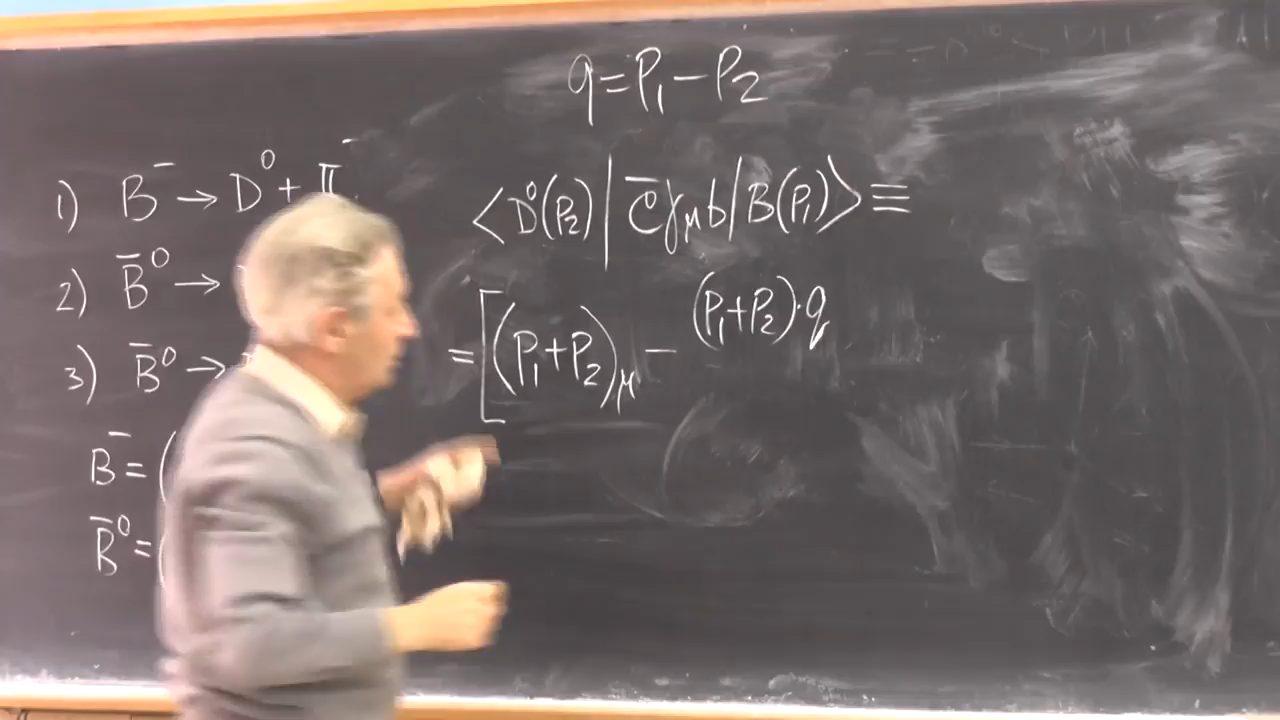 q = P₁ − P₂
1) B⁻ → D⁰ + π⁻
⟨D⁰(P₂)| c̄ γ_μ b |B(P₁)⟩ ≡
2) B̄⁰ →
= [(P₁+P₂)_μ − (P₁+P₂)·q
3) B̄⁰ →
B⁻ = (
B̄⁰ = (